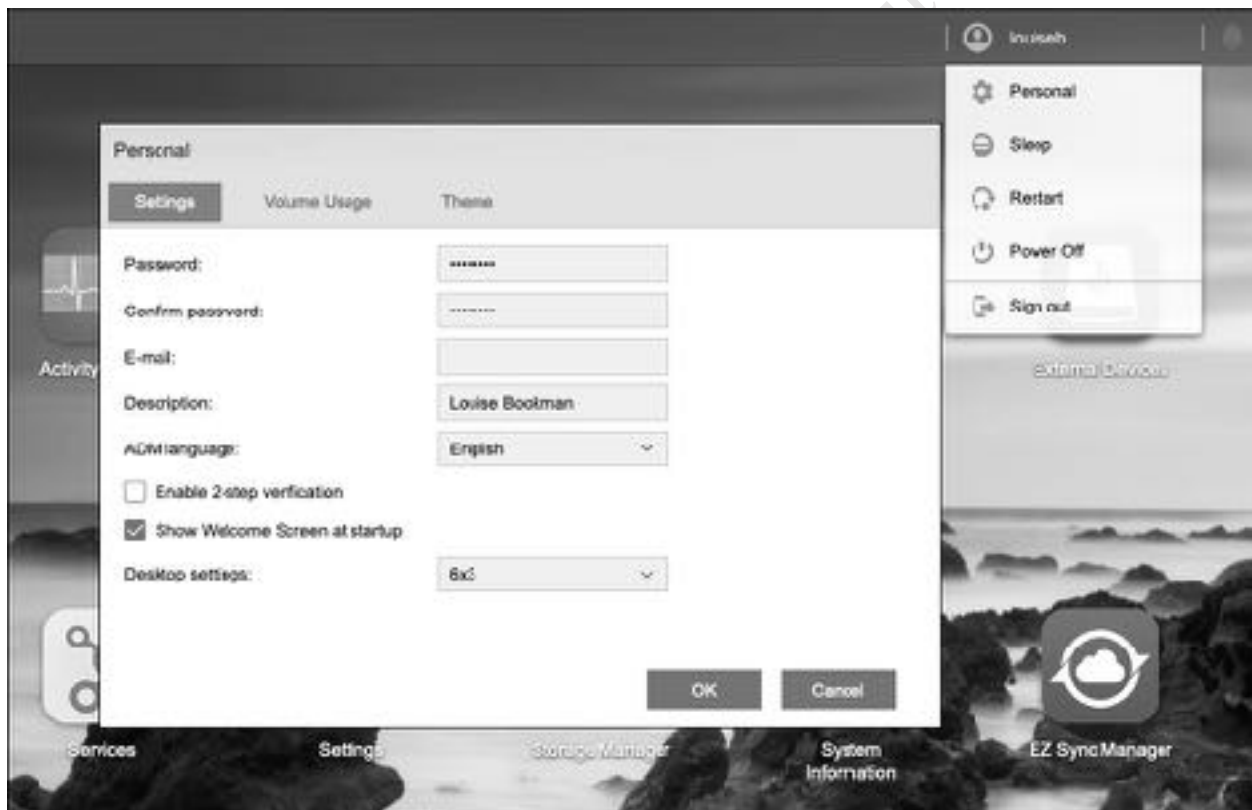 louiseh
Personal
Sleep
Restart
Power Off
Sign out
Personal
Settings Volume Usage Theme
Password: ••••••••
Confirm password: ••••••••
E-mail:
Description: Louise Bookman
ADM language: English
Enable 2-step verification
Show Welcome Screen at startup
Desktop settings:
OK Cancel
Activity
External Devices
Services
Settings
Storage Manager
System
Information
EZ Sync Manager